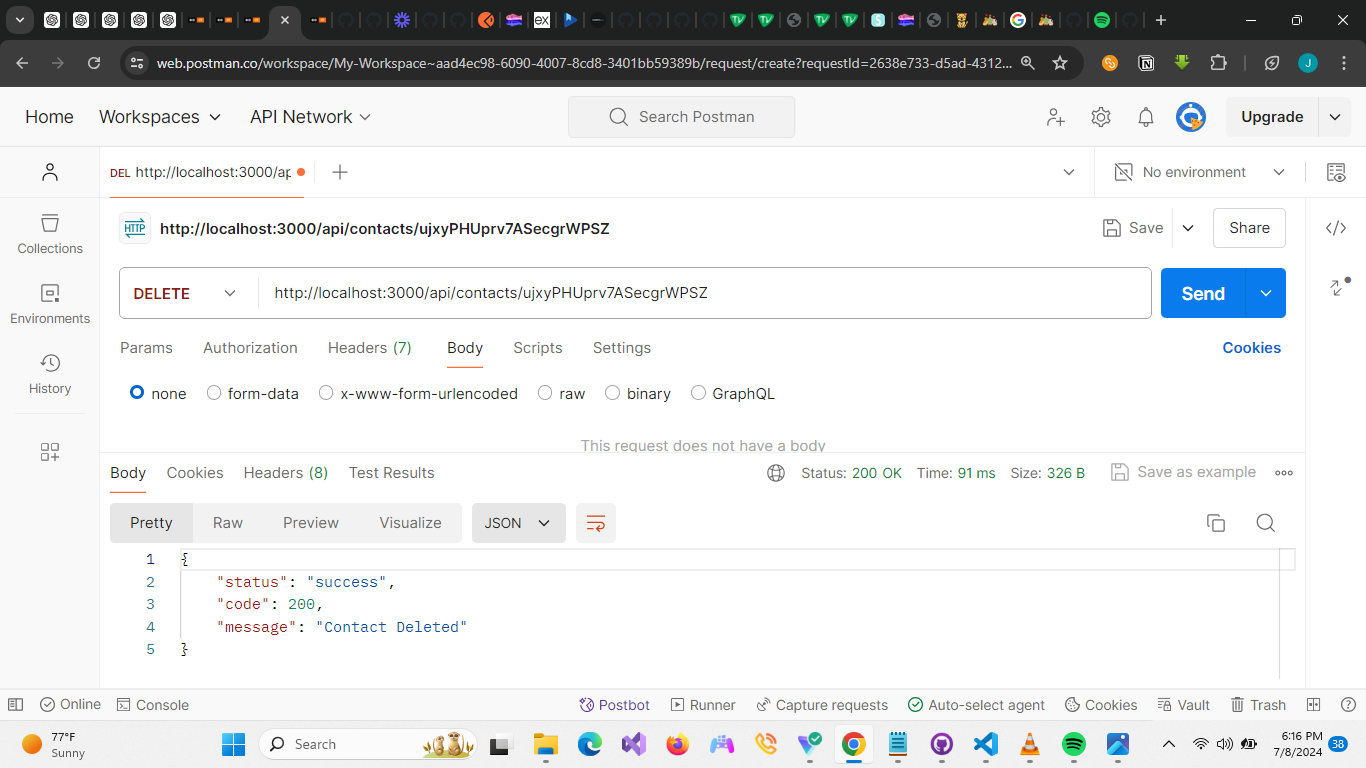 ex
TV
TV
TV
TV
S
G
web.postman.co/workspace/My-Workspace~aad4ec98-6090-4007-8cd8-3401bb59389b/request/create?requestId=2638e733-d5ad-4312...
J
Home Workspaces API Network Search Postman Upgrade
DEL http://localhost:3000/ap No environment
HTTP http://localhost:3000/api/contacts/ujxyPHUprv7ASecgrWPSZ Save Share
Collections
DELETE http://localhost:3000/api/contacts/ujxyPHUprv7ASecgrWPSZ Send
Environments
Params Authorization Headers (7) Body Scripts Settings Cookies
History
none form-data x-www-form-urlencoded raw binary GraphQL
This request does not have a body
Body Cookies Headers (8) Test Results Status: 200 OK Time: 91 ms Size: 326 B Save as example
Pretty Raw Preview Visualize JSON
1 {
2 "status": "success",
3 "code": 200,
4 "message": "Contact Deleted"
5 }
Online Console Postbot Runner Capture requests Auto-select agent Cookies Vault Trash
77°F
Sunny
Search
6:16 PM
7/8/2024
38